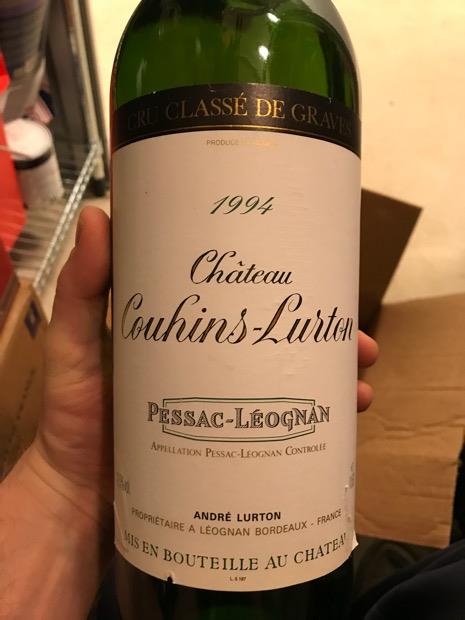 CRU CLASSÉ DE GRAVES
1994
Château
Couhins-Lurton
PESSAC-LÉOGNAN
APPELLATION PESSAC-LÉOGNAN CONTROLÉE
ANDRÉ LURTON
PROPRIÉTAIRE A LÉOGNAN BORDEAUX - FRANCE
MIS EN BOUTEILLE AU CHATEAU